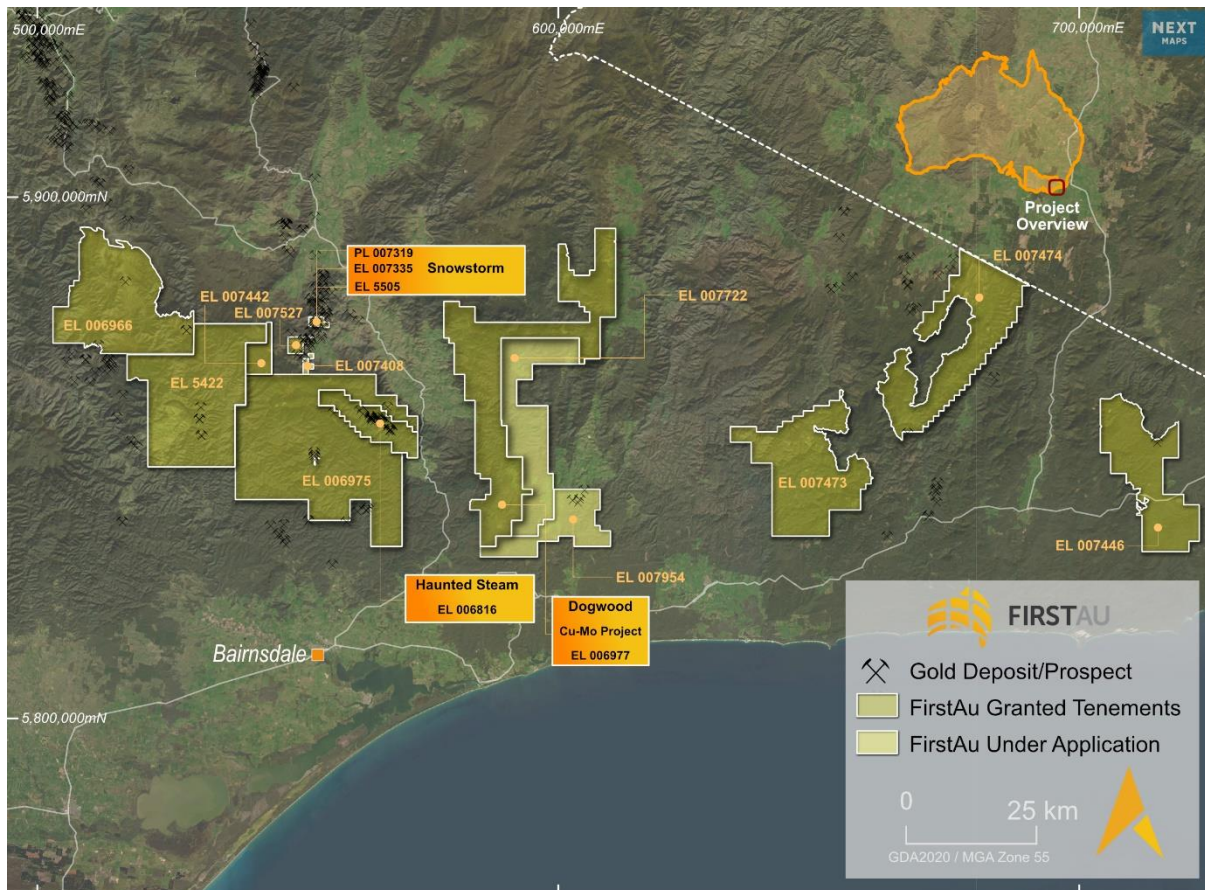 500,000mE
600,000mE
700,000mE
NEXT
MAPS
5,900,000mN
Project
Overview
EL 007474
PL 007319
EL 007335 Snowstorm
EL 5505
EL 007442
EL 007527
EL 007722
EL 006966
EL 007408
EL 5422
EL 006975
EL 007473
EL 007446
EL 007954
Haunted Steam
EL 006816
Dogwood
Cu-Mo Project
EL 006977
Bairnsdale
5,800,000mN
FIRSTAU
Gold Deposit/Prospect
FirstAu Granted Tenements
FirstAu Under Application
0 25 km
GDA2020 / MGA Zone 55